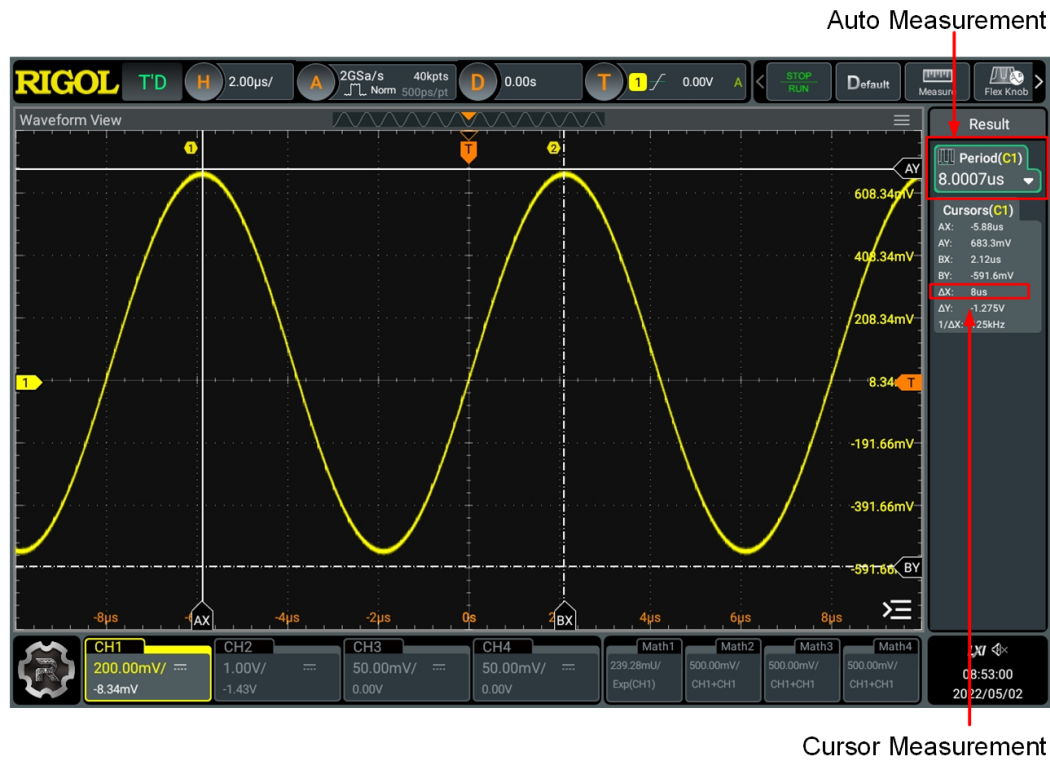 Auto Measurement
RIGOL T'D H 2.00μs/ A 2GSa/s 40kpts Norm 500ps/pt D 0.00s T 1 0.00V A STOP RUN Default Measure Flex Knob
Waveform View
Result
1 T 2
Period(C1)
8.0007us
AY
608.34mV
408.34mV
208.34mV
1 T
-191.66mV
-391.66mV
BY
Cursors(C1)
AX: -5.88us
AY: 683.3mV
BX: 2.12us
BY: -591.6mV
ΔX: 8us
ΔY: -1.275V
1/ΔX: 25kHz
-8μs -4μs 0s 4μs 6μs 8μs
AX BX
CH1 CH2 CH3 CH4 Math1 Math2 Math3 Math4
200.00mV/ 1.00V/ 50.00mV/ 50.00mV/ 239.28mU/ 500.00mV/ 500.00mV/ 500.00mV/
-8.34mV -1.43V 0.00V 0.00V Exp(CH1) CH1+CH1 CH1+CH1 CH1+CH1
R
08:53:00
2022/05/02
Cursor Measurement